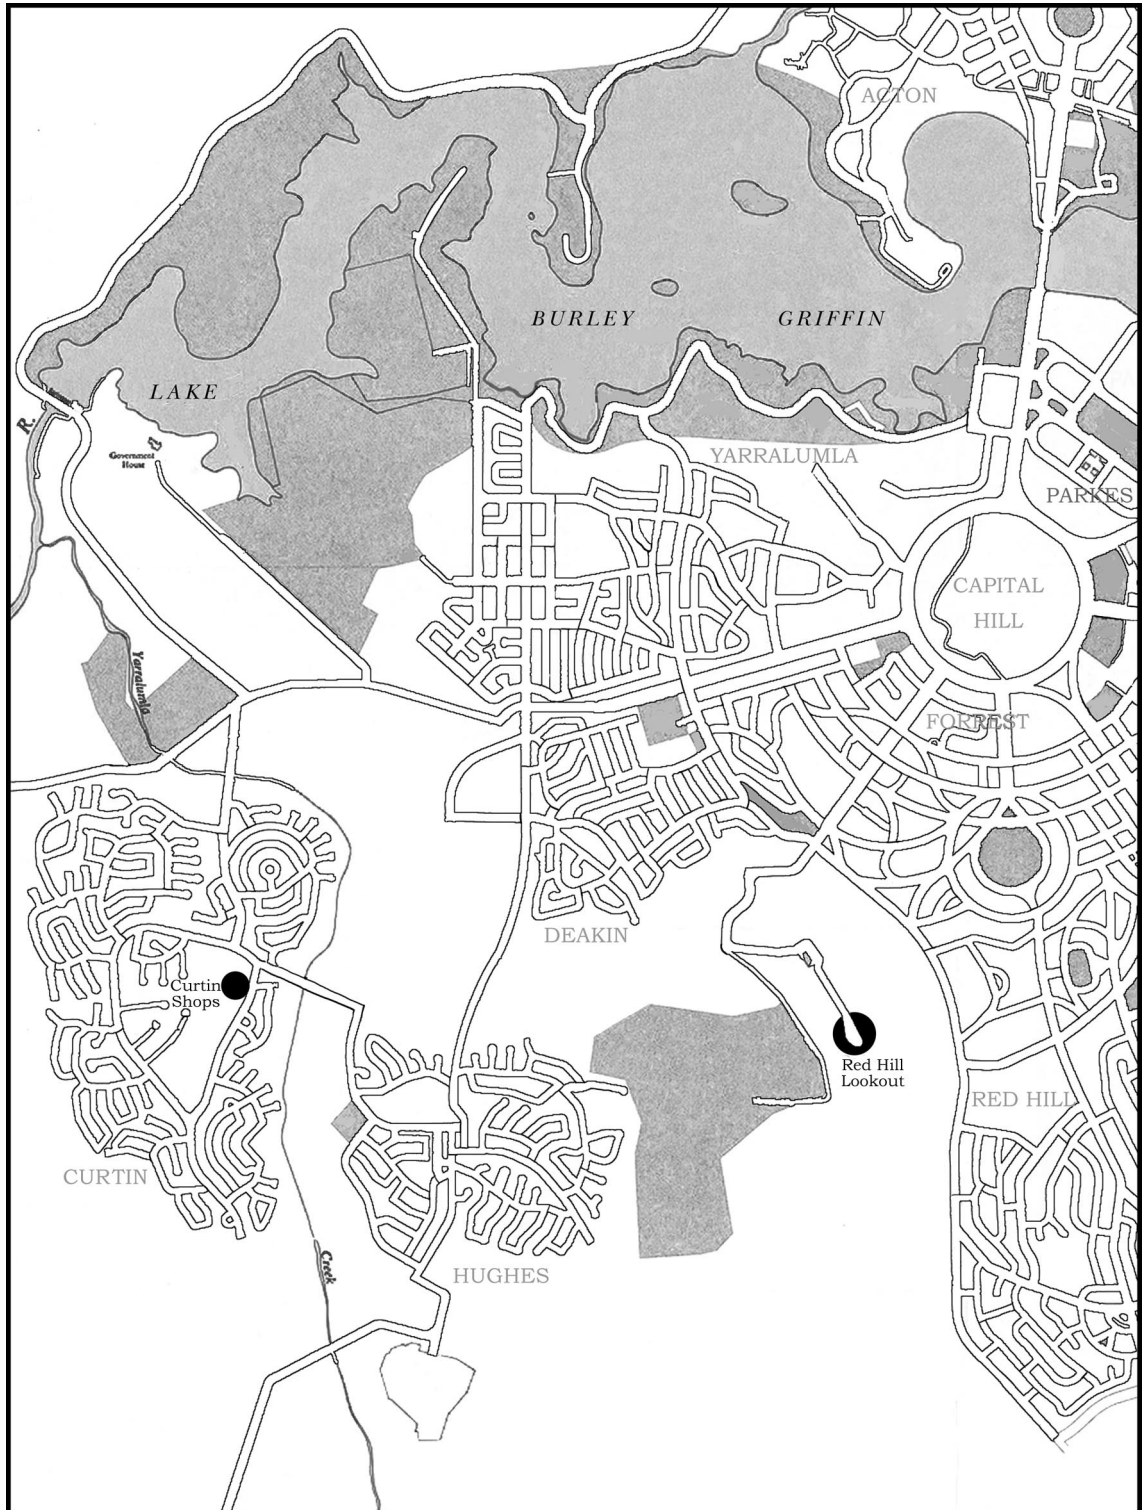 ACTON
BURLEY GRIFFIN
LAKE
R.
Government
House
YARRALUMLA
PARKES
CAPITAL
HILL
Yarralumla
FORREST
DEAKIN
Curtin
Shops
Red Hill
Lookout
RED HILL
CURTIN
HUGHES
Creek